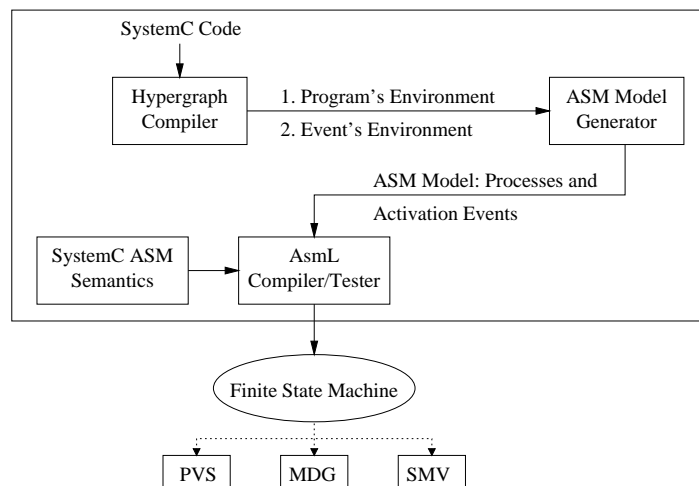 SystemC Code
Hypergraph
Compiler
1. Program's Environment
2. Event's Environment
ASM Model
Generator
ASM Model: Processes and
Activation Events
SystemC ASM
Semantics
AsmL
Compiler/Tester
Finite State Machine
PVS
MDG
SMV